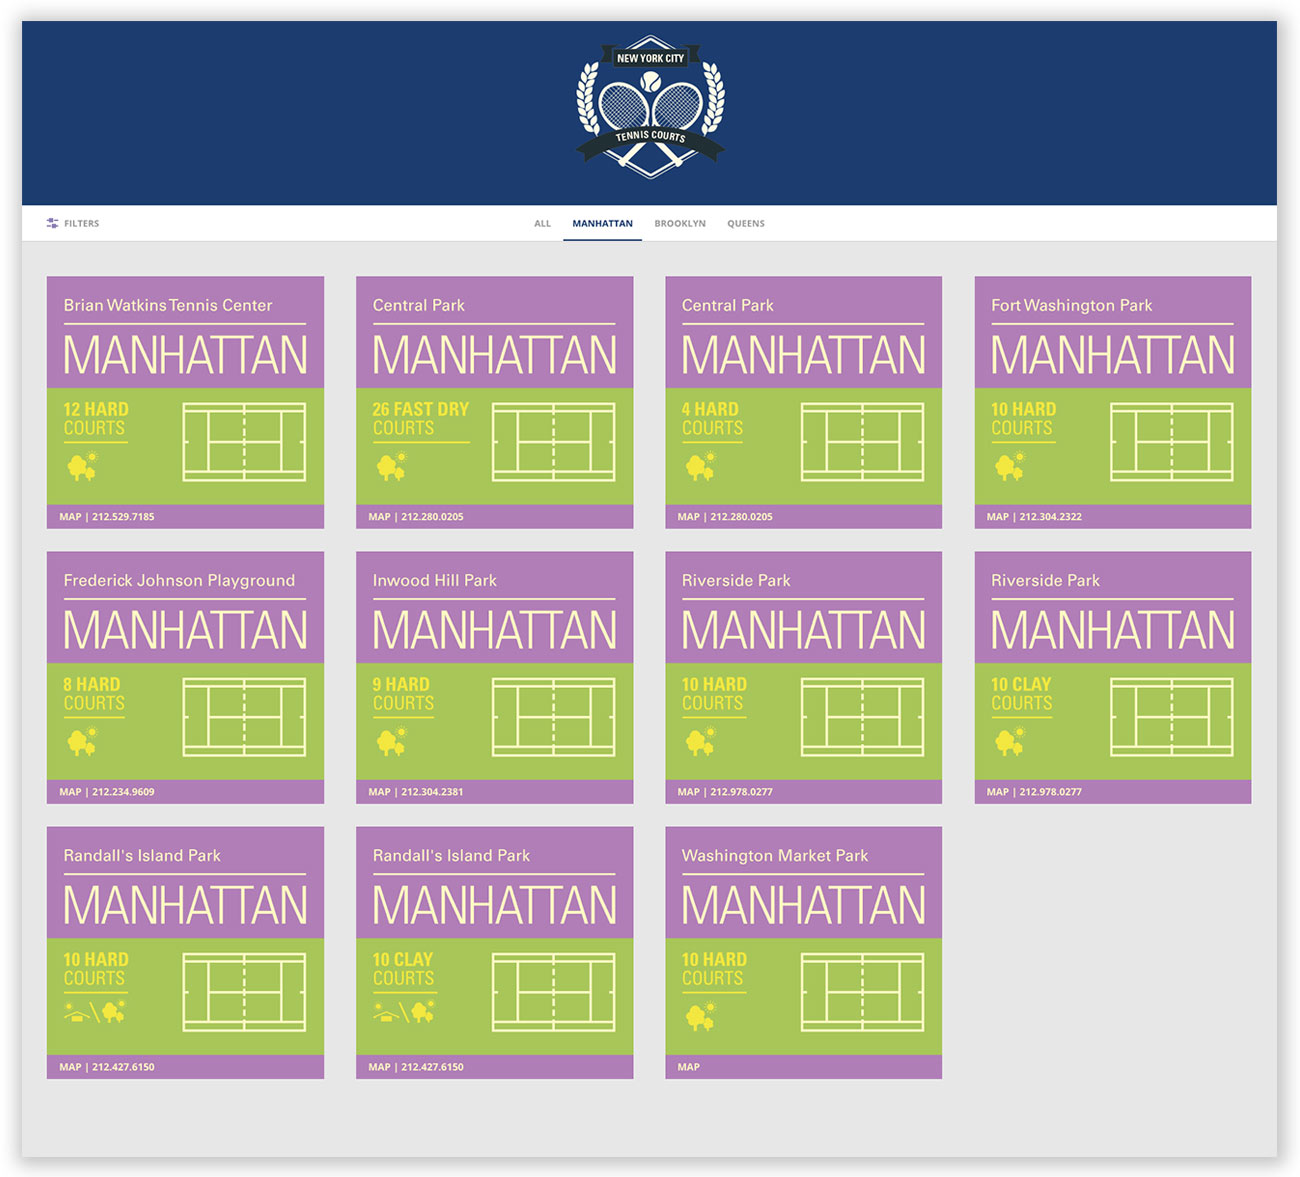 NEW YORK CITY
TENNIS COURTS
FILTERS
ALL
MANHATTAN
BROOKLYN
QUEENS
Brian Watkins Tennis Center
MANHATTAN
12 HARD
COURTS
MAP | 212.529.7185
Central Park
MANHATTAN
26 FAST DRY
COURTS
MAP | 212.280.0205
Central Park
MANHATTAN
4 HARD
COURTS
MAP | 212.280.0205
Fort Washington Park
MANHATTAN
10 HARD
COURTS
MAP | 212.304.2322
Frederick Johnson Playground
MANHATTAN
8 HARD
COURTS
MAP | 212.234.9609
Inwood Hill Park
MANHATTAN
9 HARD
COURTS
MAP | 212.304.2381
Riverside Park
MANHATTAN
10 HARD
COURTS
MAP | 212.978.0277
Riverside Park
MANHATTAN
10 CLAY
COURTS
MAP | 212.978.0277
Randall's Island Park
MANHATTAN
10 HARD
COURTS
MAP | 212.427.6150
Randall's Island Park
MANHATTAN
10 CLAY
COURTS
MAP | 212.427.6150
Washington Market Park
MANHATTAN
10 HARD
COURTS
MAP